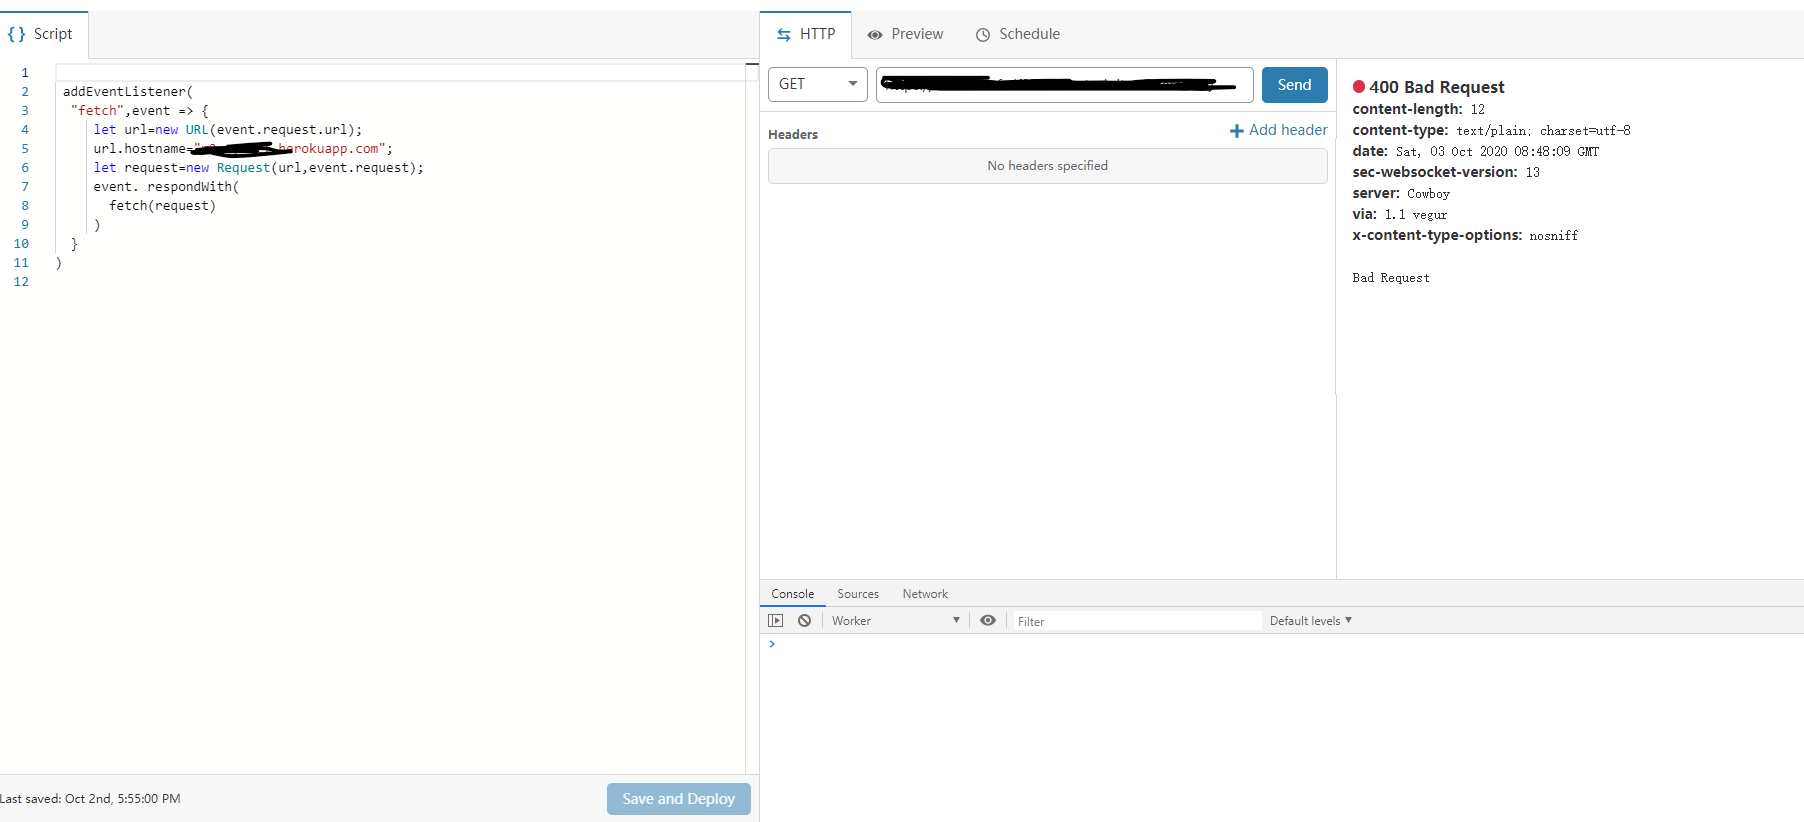 {} Script
1
2 addEventListener(
3 "fetch",event => {
4 let url=new URL(event.request.url);
5 url.hostname=" herokuapp.com";
6 let request=new Request(url,event.request);
7 event. respondWith(
8 fetch(request)
9 )
10 }
11 )
12
Last saved: Oct 2nd, 5:55:00 PM
Save and Deploy
HTTP Preview Schedule
GET Send
Headers + Add header
No headers specified
400 Bad Request
content-length: 12
content-type: text/plain; charset=utf-8
date: Sat, 03 Oct 2020 08:48:09 GMT
sec-websocket-version: 13
server: Cowboy
via: 1.1 vegur
x-content-type-options: nosniff
Bad Request
Console Sources Network
Worker Filter Default levels